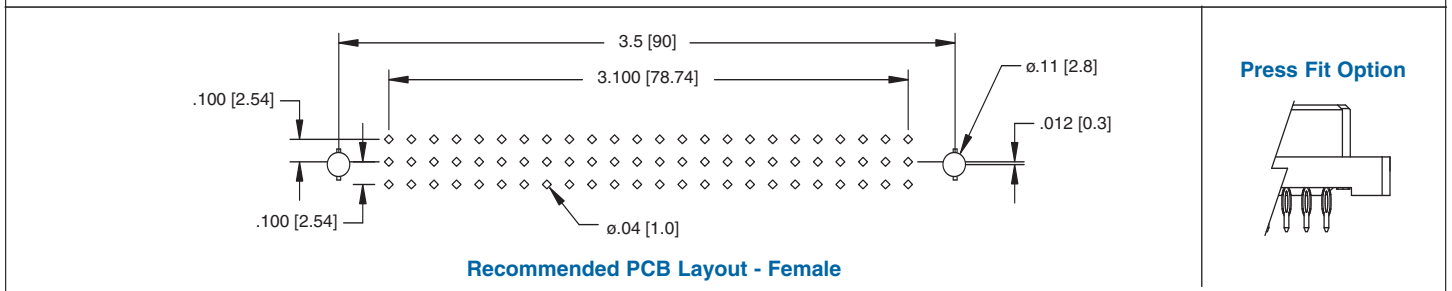 3.5 [90]
3.100 [78.74]
ø.11 [2.8]
Press Fit Option
.100 [2.54]
.012 [0.3]
.100 [2.54]
ø.04 [1.0]
Recommended PCB Layout - Female